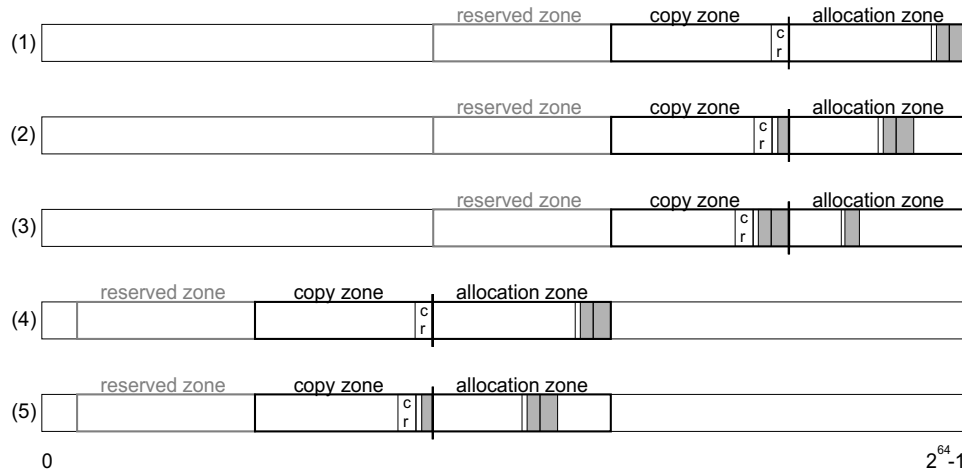 reserved zone copy zone allocation zone
(1) c
r
reserved zone copy zone allocation zone
(2) c
r
reserved zone copy zone allocation zone
(3) c
r
reserved zone copy zone allocation zone
(4) c
r
reserved zone copy zone allocation zone
(5) c
r
0 2^64-1